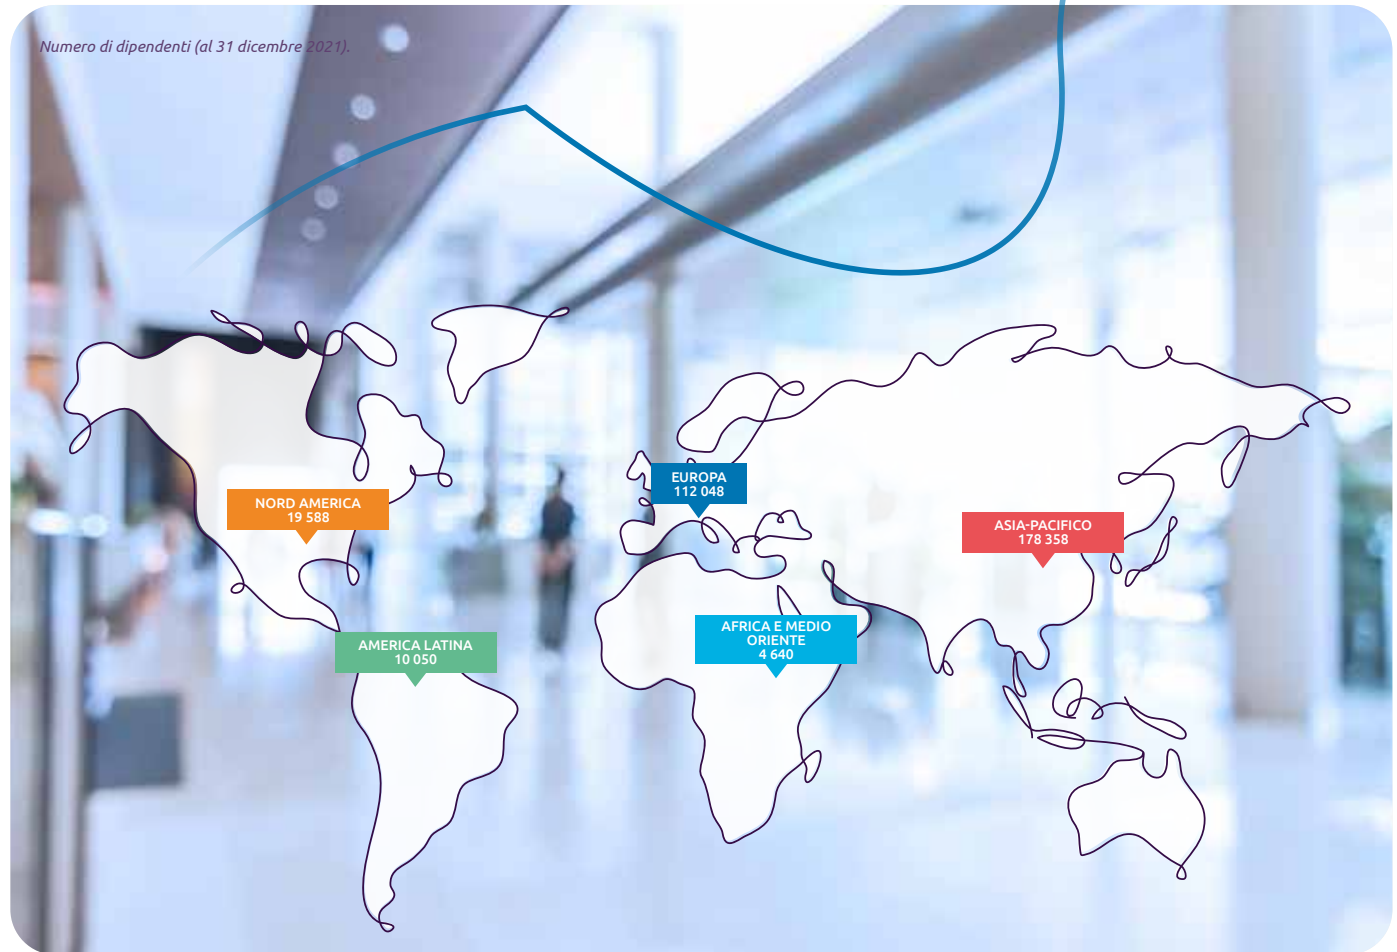 Numero di dipendenti (al 31 dicembre 2021).
NORD AMERICA
19 588
EUROPA
112 048
ASIA-PACIFICO
178 358
AMERICA LATINA
10 050
AFRICA E MEDIO
ORIENTE
4 640